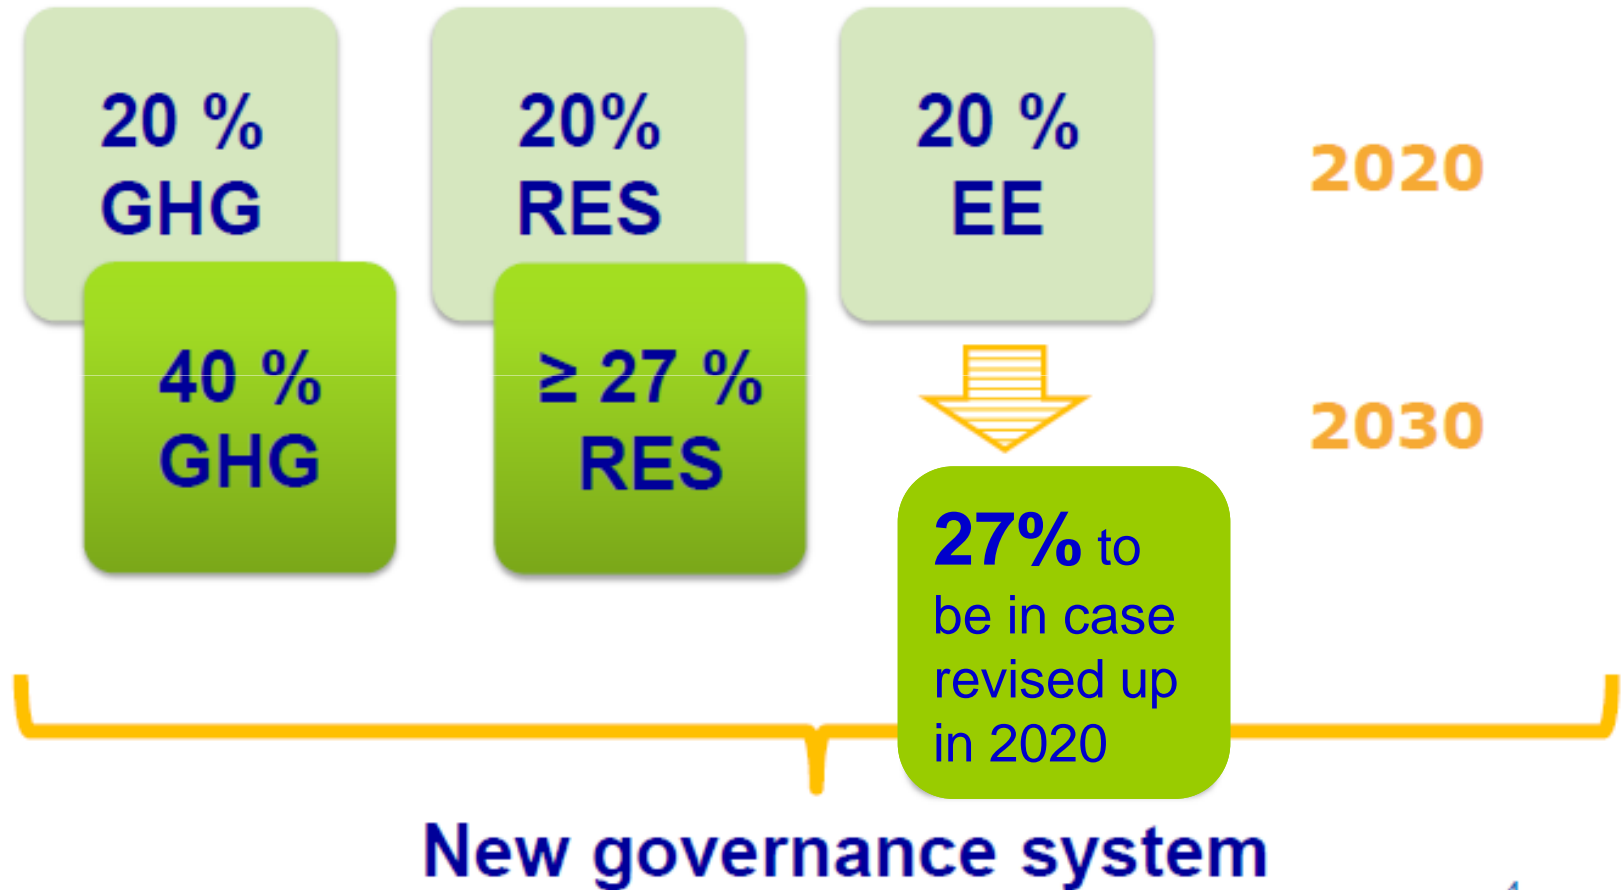 20 %
GHG
20%
RES
20 %
EE
2020
40 %
GHG
≥ 27 %
RES
2030
27% to
be in case
revised up
in 2020
New governance system